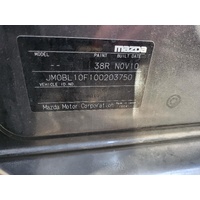 mazda
MODEL PAINT BUILT DATE
-- 38R NOV10
JM0BL10F100203750
VEHICLE ID NO.
Mazda Motor Corporation